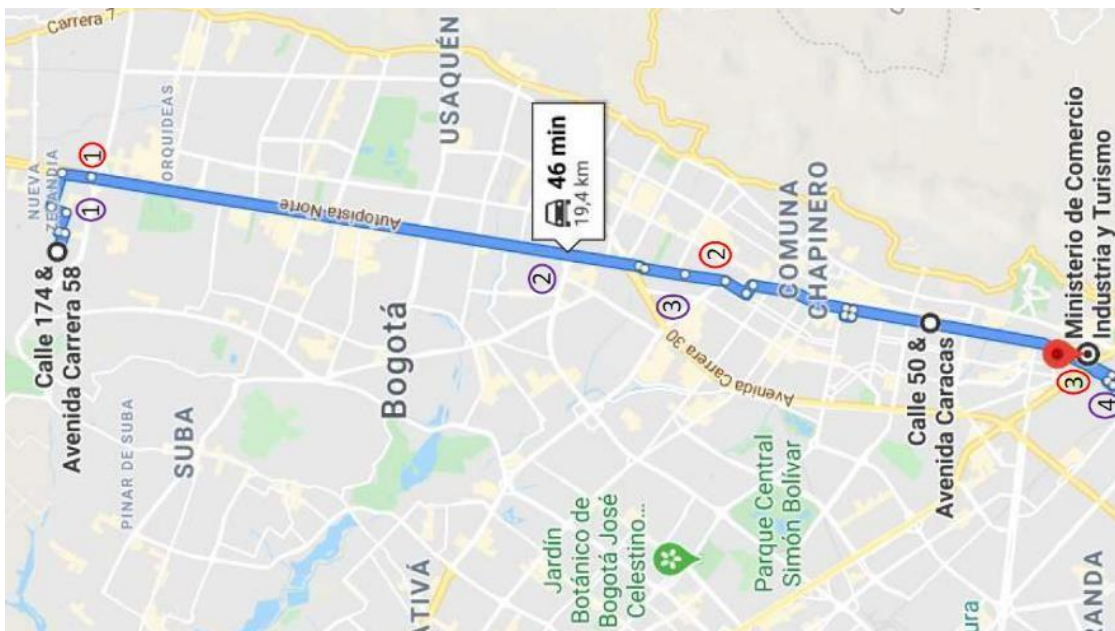 Carrera 7
NUEVA
ZELANDIA
1
1
Calle 174 &
Avenida Carrera 58
ORQUIDEAS
PINAR DE SUBA
SUBA
USAQUÉN
Autopista Norte
Bogotá
46 min
19,4 km
2
2
3
COMUNA
CHAPINERO
Avenida Carrera 30
ATIVÁ
Jardín
Botánico de
Bogotá José
Celestino...
Parque Central
Simón Bolívar
Calle 50 &
Avenida Caracas
Ministerio de Comercio
Industria y Turismo
3
4
ura
RANDA